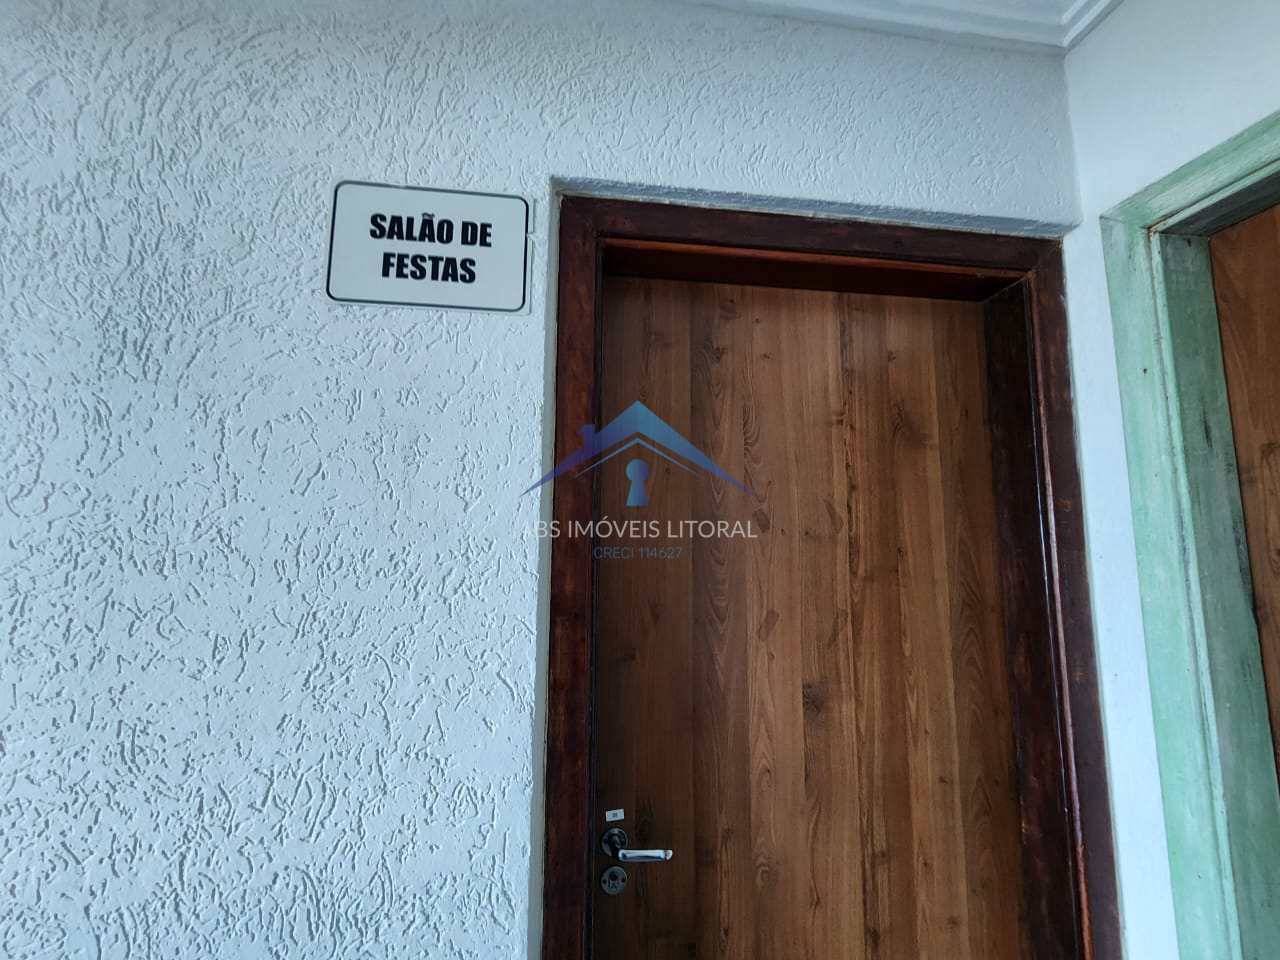 SALÃO DE
FESTAS
ABS IMÓVEIS LITORAL
CRECI 114627